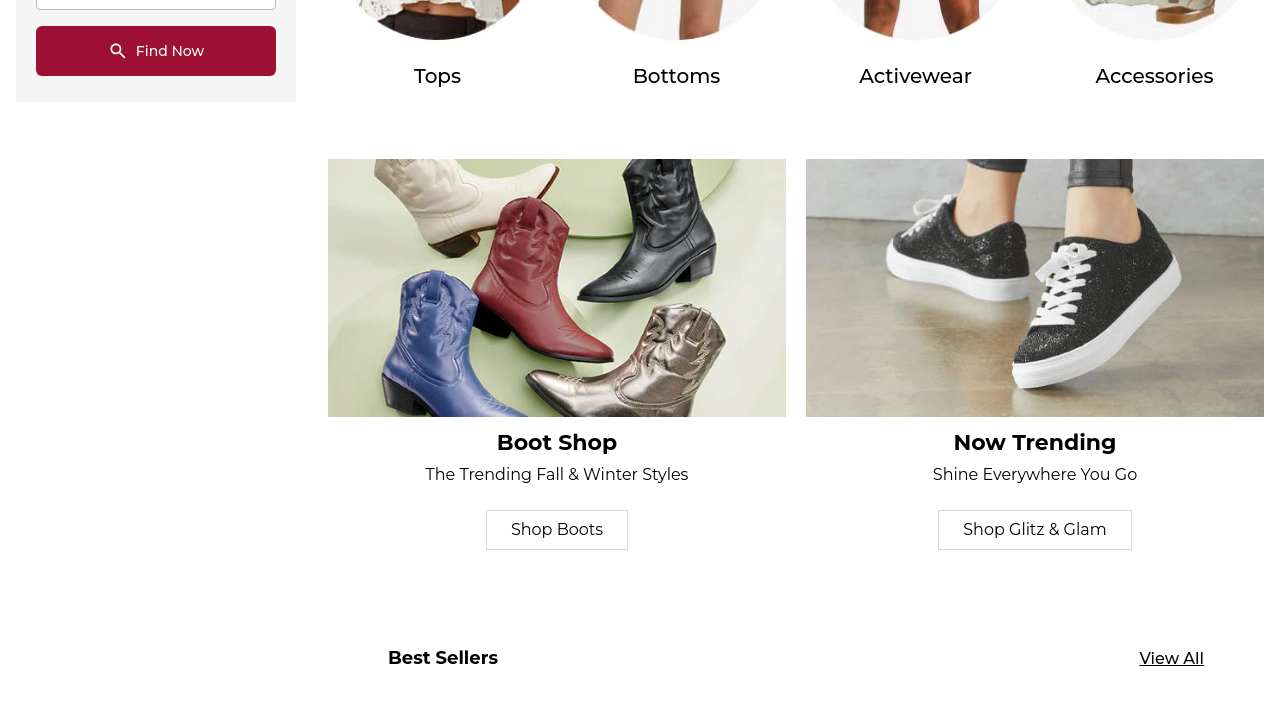 Find Now
Tops
Bottoms
Activewear
Accessories
Boot Shop
The Trending Fall & Winter Styles
Shop Boots
Now Trending
Shine Everywhere You Go
Shop Glitz & Glam
Best Sellers
View All